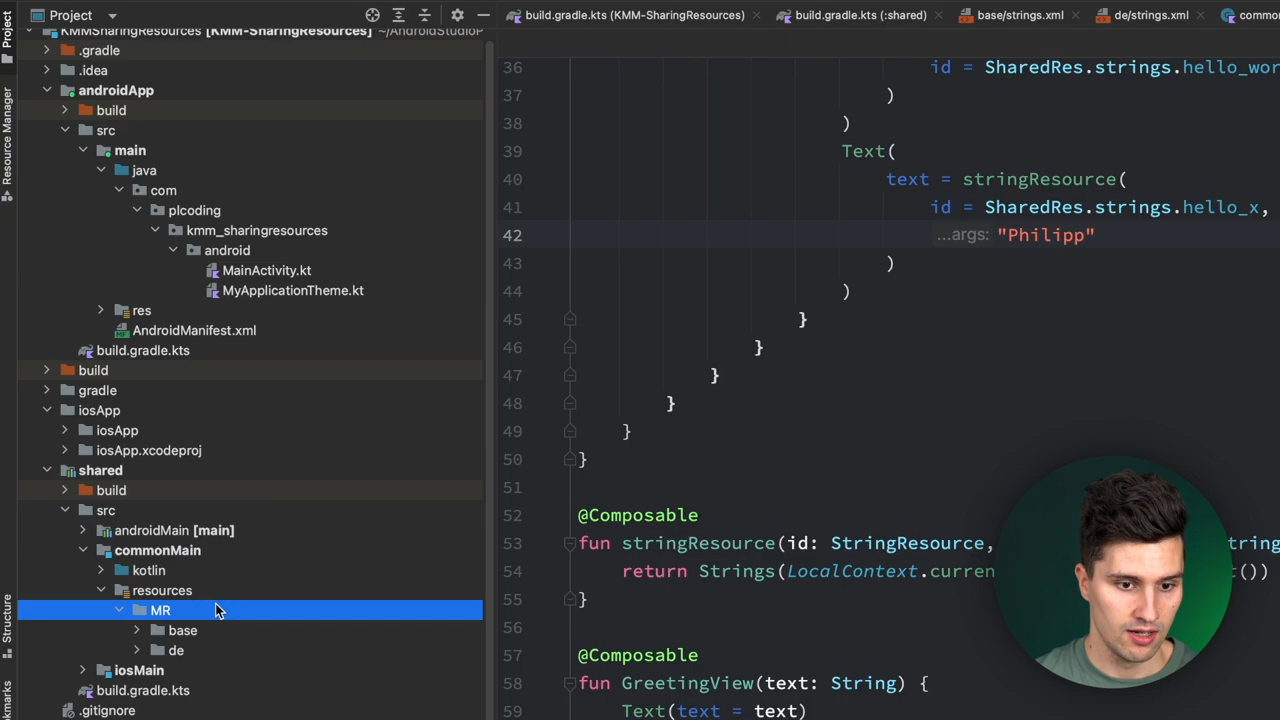 Project
build.gradle.kts (KMM-SharingResources)
build.gradle.kts (:shared)
base/strings.xml
de/strings.xml
Project
Resource Manager
Structure
KMMSharingResources [KMM-SharingResources] ~/AndroidStudioP
.gradle
.idea
androidApp
build
src
main
java
com
plcoding
kmm_sharingresources
android
MainActivity.kt
MyApplicationTheme.kt
res
AndroidManifest.xml
build.gradle.kts
build
gradle
iosApp
iosApp
iosApp.xcodeproj
shared
build
src
androidMain [main]
commonMain
kotlin
resources
MR
base
de
iosMain
build.gradle.kts
.gitignore
36 id = SharedRes.strings.hello_wor
37 )
38 )
39 Text(
40 text = stringResource(
41 id = SharedRes.strings.hello_x,
42 ...args: "Philipp"
43 )
44 )
45 }
46 }
47 }
48 }
49 }
50 }
51
52 @Composable
53 fun stringResource(id: StringResource, string
54 return Strings(LocalContext.curren ())
55 }
56
57 @Composable
58 fun GreetingView(text: String) {
59 Text(text = text)